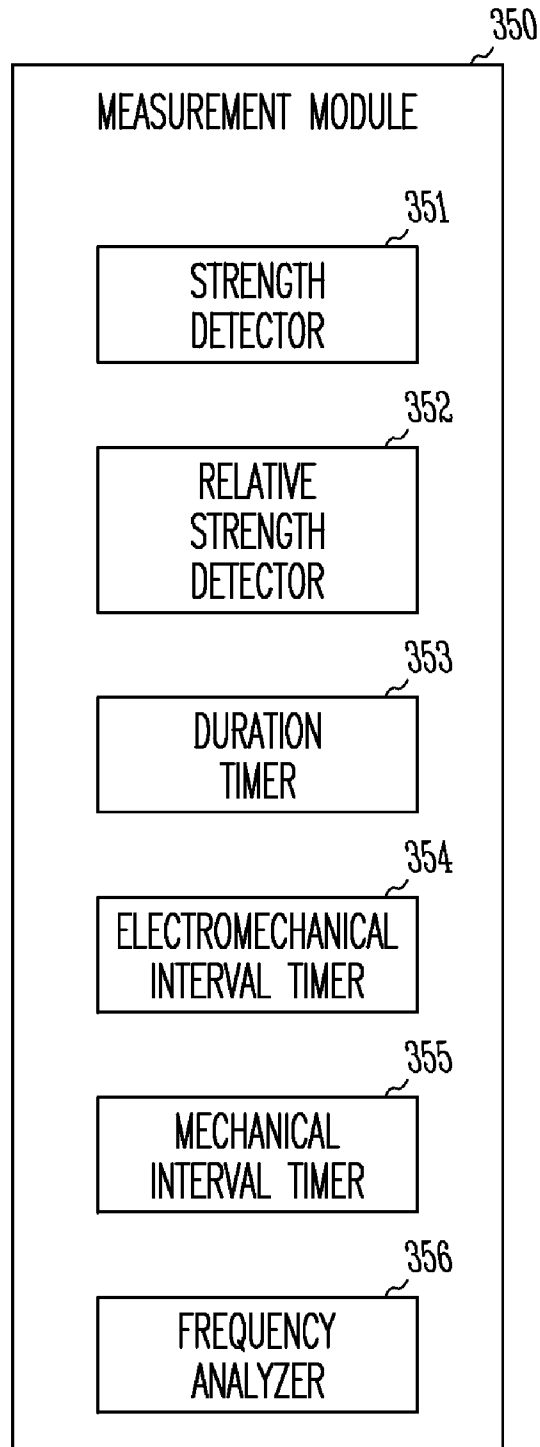 350
MEASUREMENT MODULE
351
STRENGTH
DETECTOR
352
RELATIVE
STRENGTH
DETECTOR
353
DURATION
TIMER
354
ELECTROMECHANICAL
INTERVAL TIMER
355
MECHANICAL
INTERVAL TIMER
356
FREQUENCY
ANALYZER